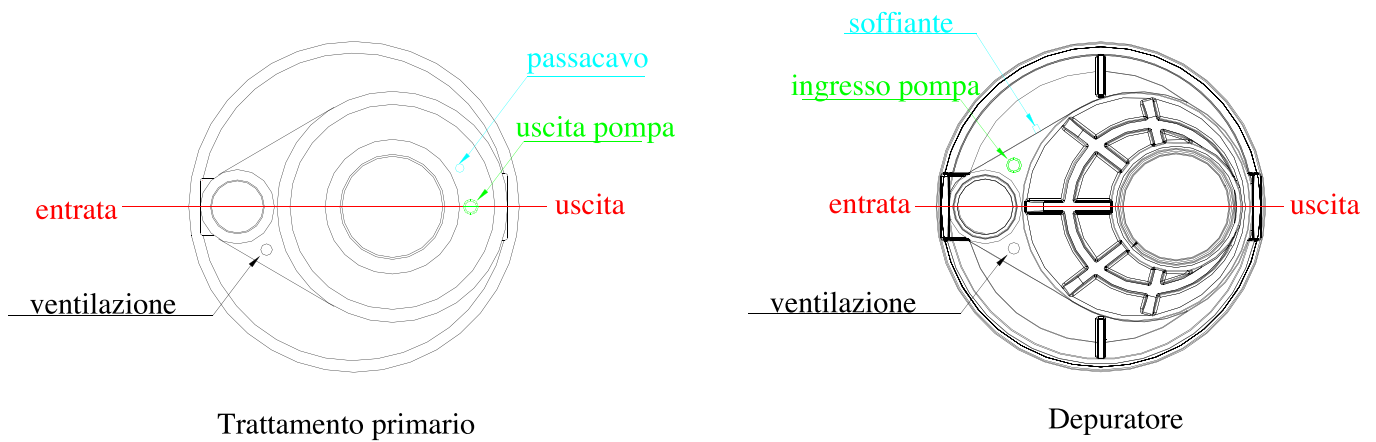 passacavo
uscita pompa
entrata
uscita
ventilazione
Trattamento primario
soffiante
ingresso pompa
entrata
uscita
ventilazione
Depuratore